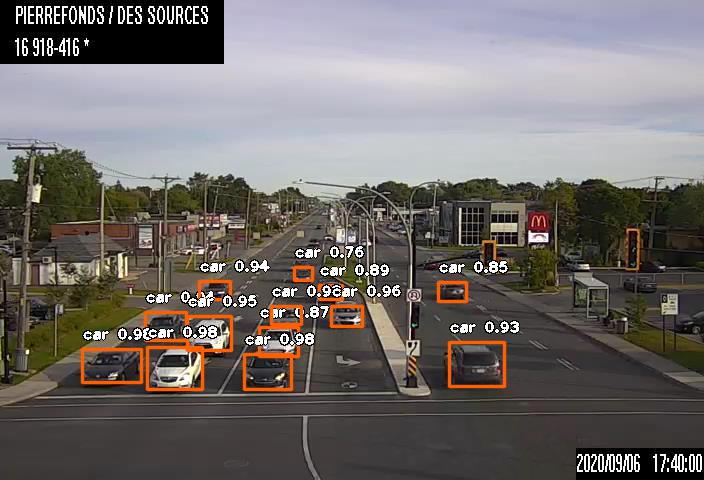 PIERREFONDS / DES SOURCES
16 918-416 *
car 0.76
car 0.94
car 0.89
car 0.85
car 0.96
car 0.95
car 0.87
car 0.93
car 0.98
car 0.98
car 0.98
2020/09/06 17:40:00